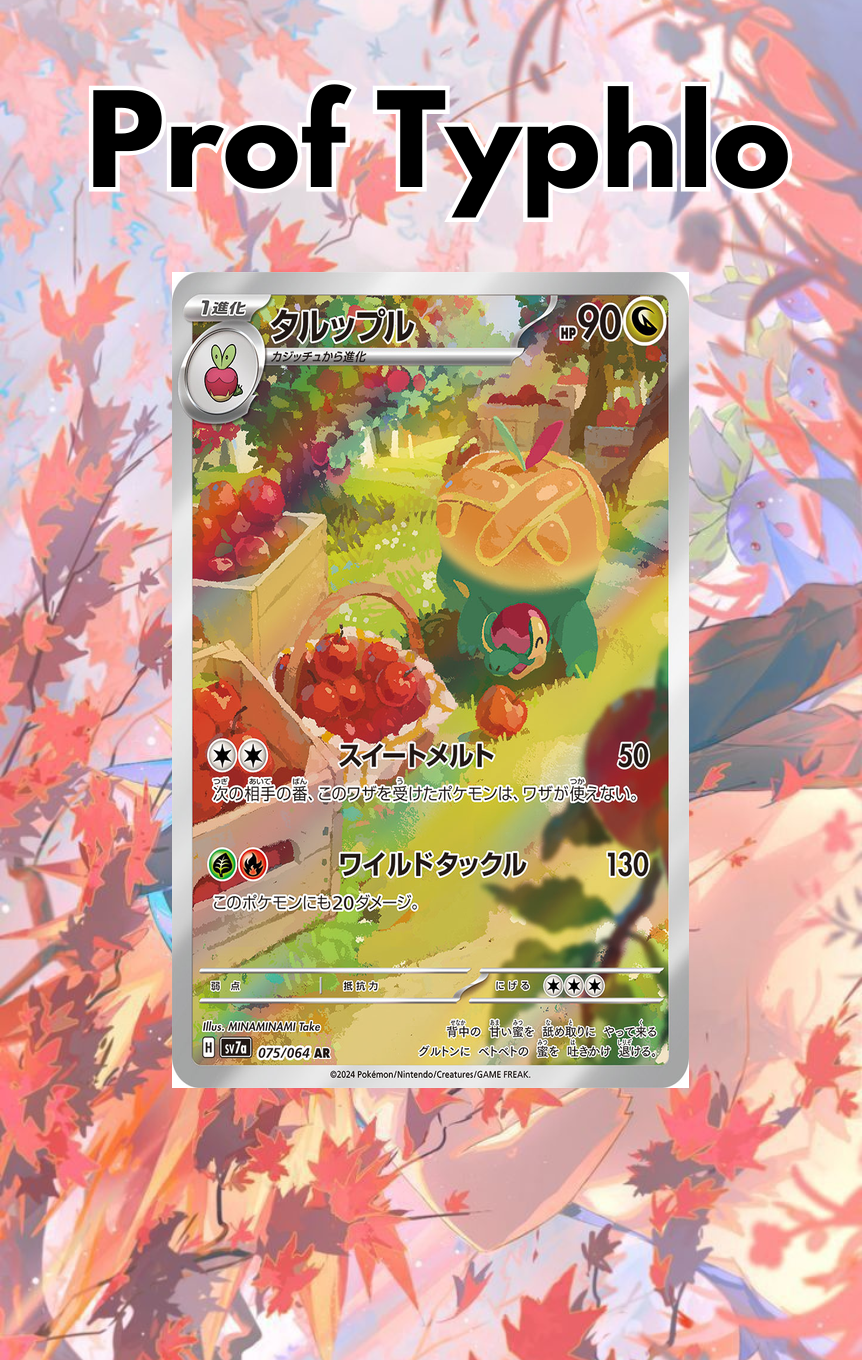 Prof Typhlo
1進化
タルップル
HP90
カジッチュから進化
スイートメルト 50
次の相手の番、このワザを受けたポケモンは、ワザが使えない。
ワイルドタックル 130
このポケモンにも20ダメージ。
弱点 抵抗力 にげる
Illus. MINAMINAMI Take
背中の 甘い蜜を 舐め取りに やって来る
グルトンに ベトベトの 蜜を 吐きかけ 退ける。
H sv7a 075/064 AR
©2024 Pokémon/Nintendo/Creatures/GAME FREAK.